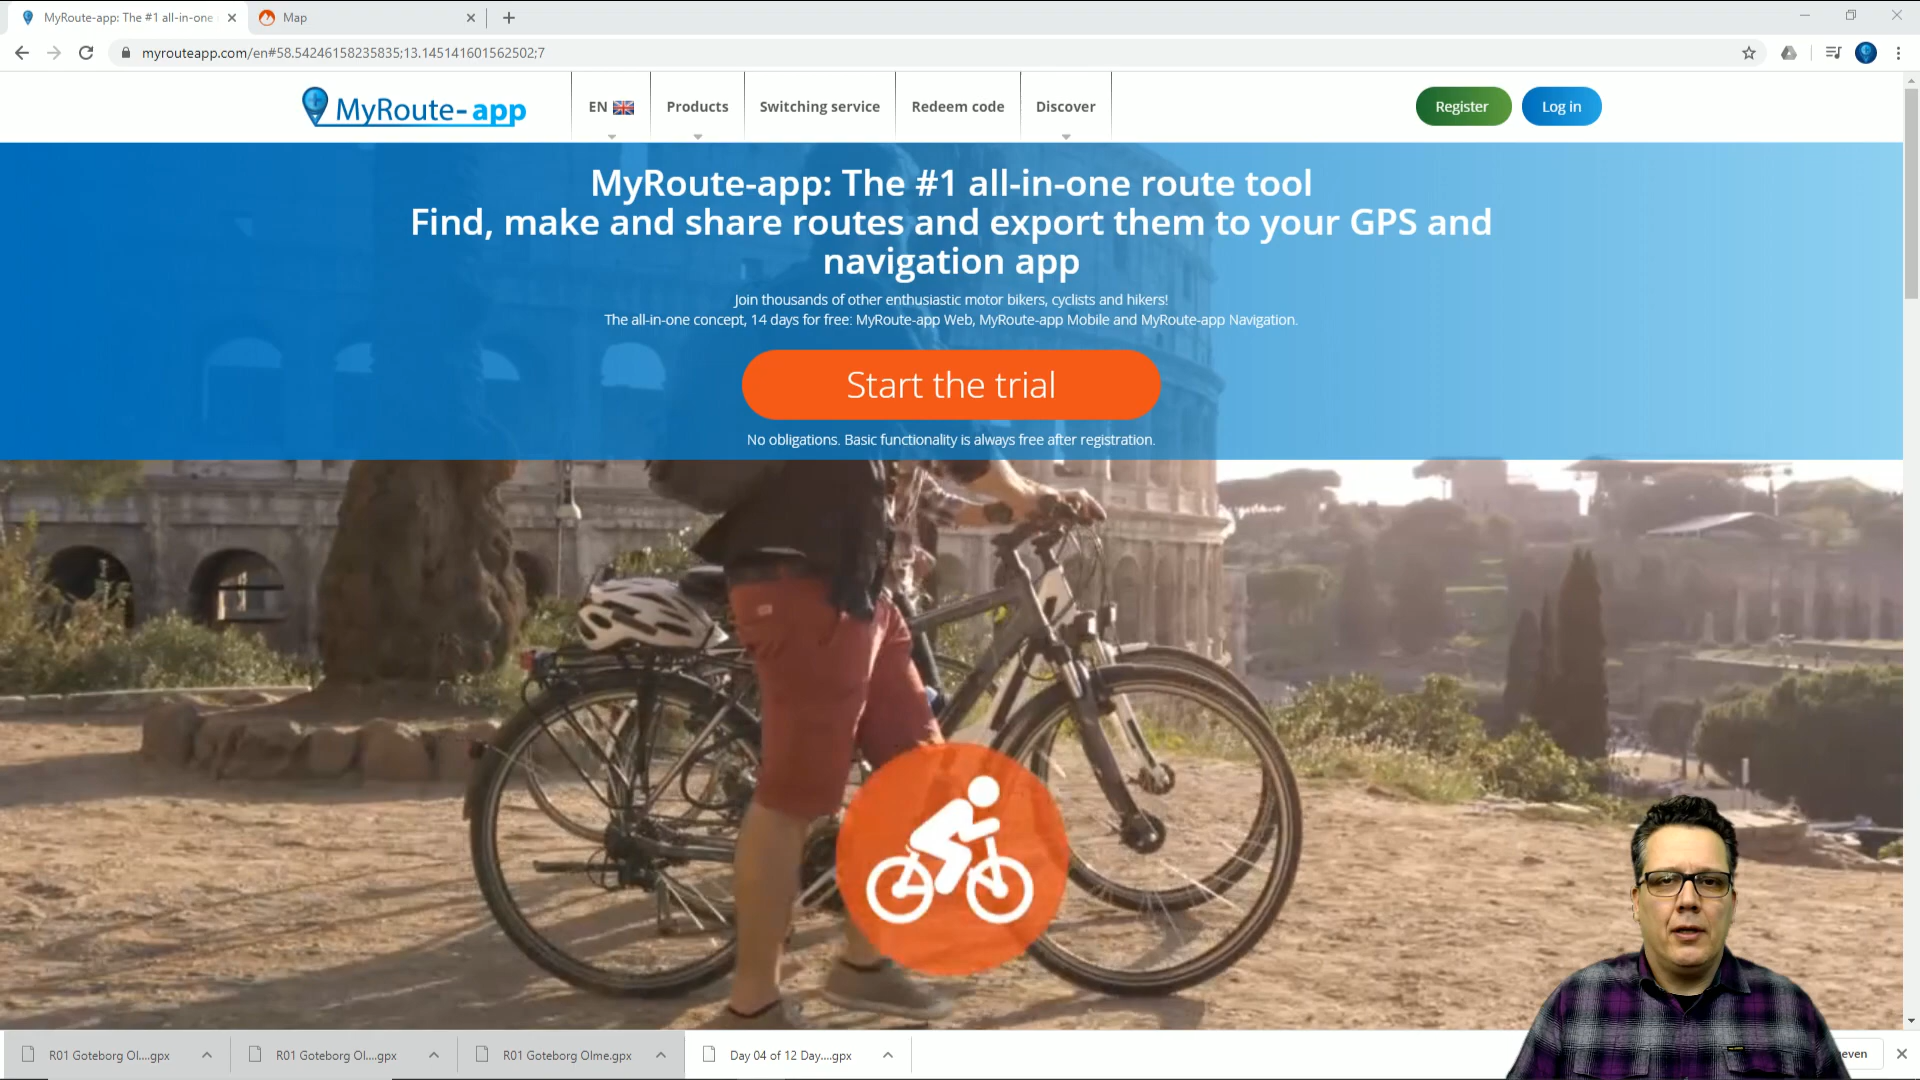 MyRoute-app: The #1 all-in-one
Map
myrouteapp.com/en#58.54246158235835;13.145141601562502;7
MyRoute-app
EN
Products
Switching service
Redeem code
Discover
Register
Log in
MyRoute-app: The #1 all-in-one route tool
Find, make and share routes and export them to your GPS and
navigation app
Join thousands of other enthusiastic motor bikers, cyclists and hikers!
The all-in-one concept, 14 days for free: MyRoute-app Web, MyRoute-app Mobile and MyRoute-app Navigation.
Start the trial
No obligations. Basic functionality is always free after registration.
R01 Goteborg Ol....gpx
R01 Goteborg Ol....gpx
R01 Goteborg Olme.gpx
Day 04 of 12 Day....gpx
even